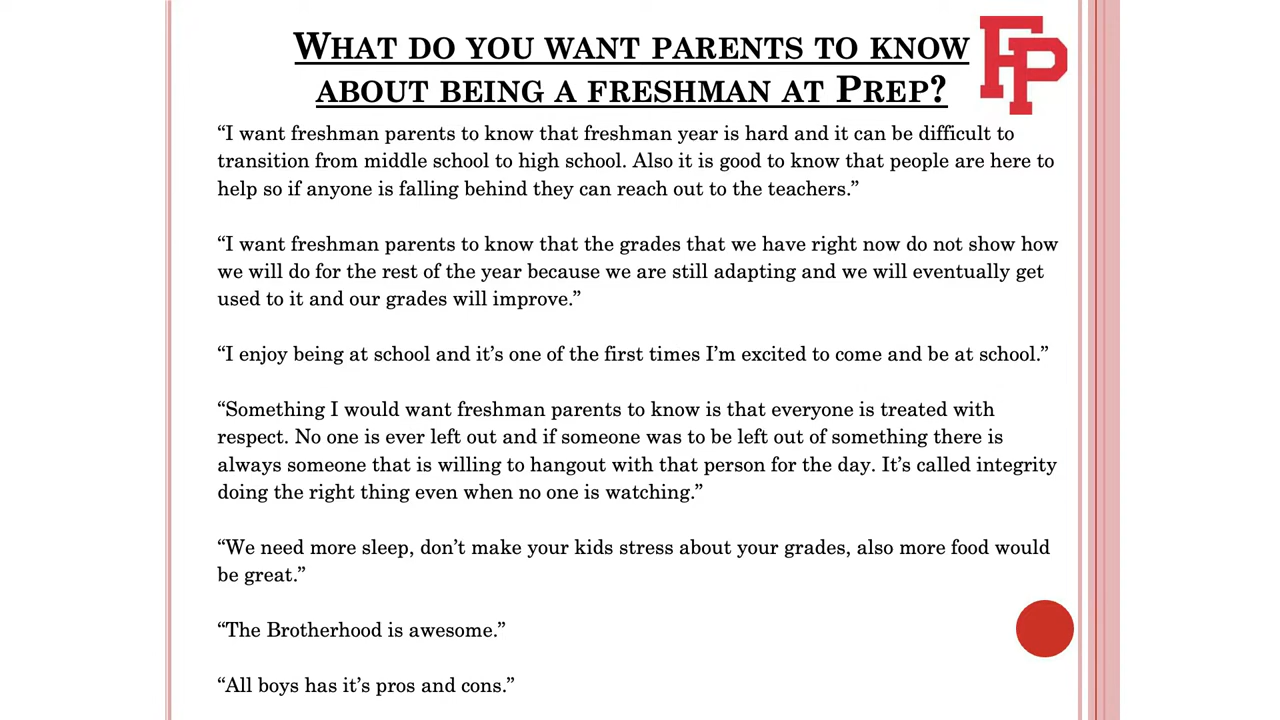 WHAT DO YOU WANT PARENTS TO KNOW
ABOUT BEING A FRESHMAN AT PREP?
FP
“I want freshman parents to know that freshman year is hard and it can be difficult to
transition from middle school to high school. Also it is good to know that people are here to
help so if anyone is falling behind they can reach out to the teachers.”
“I want freshman parents to know that the grades that we have right now do not show how
we will do for the rest of the year because we are still adapting and we will eventually get
used to it and our grades will improve.”
“I enjoy being at school and it’s one of the first times I’m excited to come and be at school.”
“Something I would want freshman parents to know is that everyone is treated with
respect. No one is ever left out and if someone was to be left out of something there is
always someone that is willing to hangout with that person for the day. It’s called integrity
doing the right thing even when no one is watching.”
“We need more sleep, don’t make your kids stress about your grades, also more food would
be great.”
“The Brotherhood is awesome.”
“All boys has it’s pros and cons.”